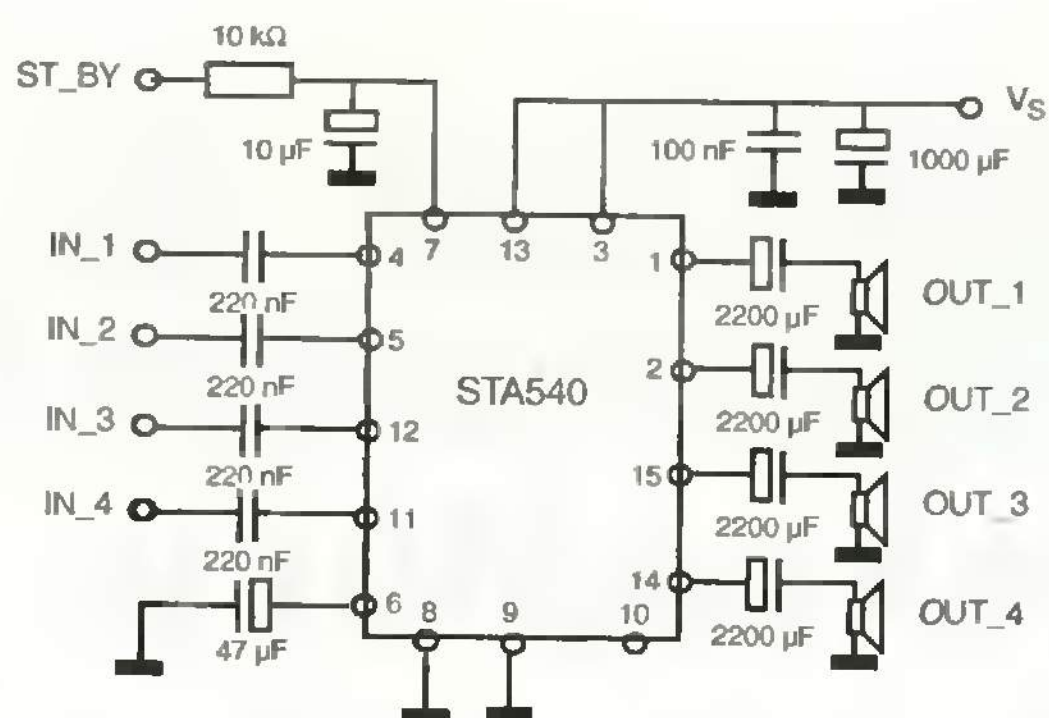 10 kΩ
ST_BY
10 µF
100 nF
1000 µF
V_S
IN_1
220 nF
IN_2
220 nF
IN_3
220 nF
IN_4
220 nF
47 µF
4
5
12
11
6
7
13
3
STA540
8
9
10
1
2
15
14
2200 µF
OUT_1
2200 µF
OUT_2
2200 µF
OUT_3
2200 µF
OUT_4